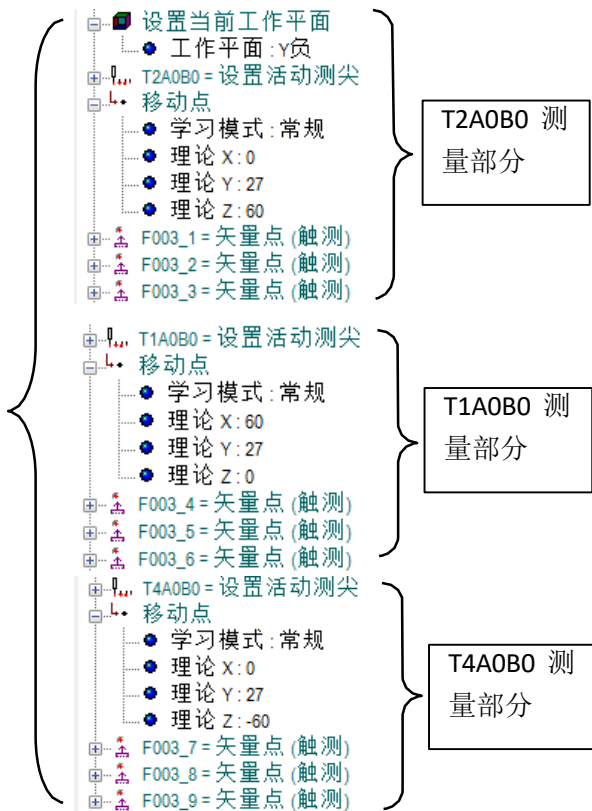 设置当前工作平面
工作平面 : Y负
T2A0B0 = 设置活动测尖
移动点
学习模式 : 常规
理论 X : 0
理论 Y : 27
理论 Z : 60
F003_1 = 矢量点 (触测)
F003_2 = 矢量点 (触测)
F003_3 = 矢量点 (触测)
T2A0B0 测
量部分
T1A0B0 = 设置活动测尖
移动点
学习模式 : 常规
理论 X : 60
理论 Y : 27
理论 Z : 0
F003_4 = 矢量点 (触测)
F003_5 = 矢量点 (触测)
F003_6 = 矢量点 (触测)
T1A0B0 测
量部分
T4A0B0 = 设置活动测尖
移动点
学习模式 : 常规
理论 X : 0
理论 Y : 27
理论 Z : -60
F003_7 = 矢量点 (触测)
F003_8 = 矢量点 (触测)
F003_9 = 矢量点 (触测)
T4A0B0 测
量部分